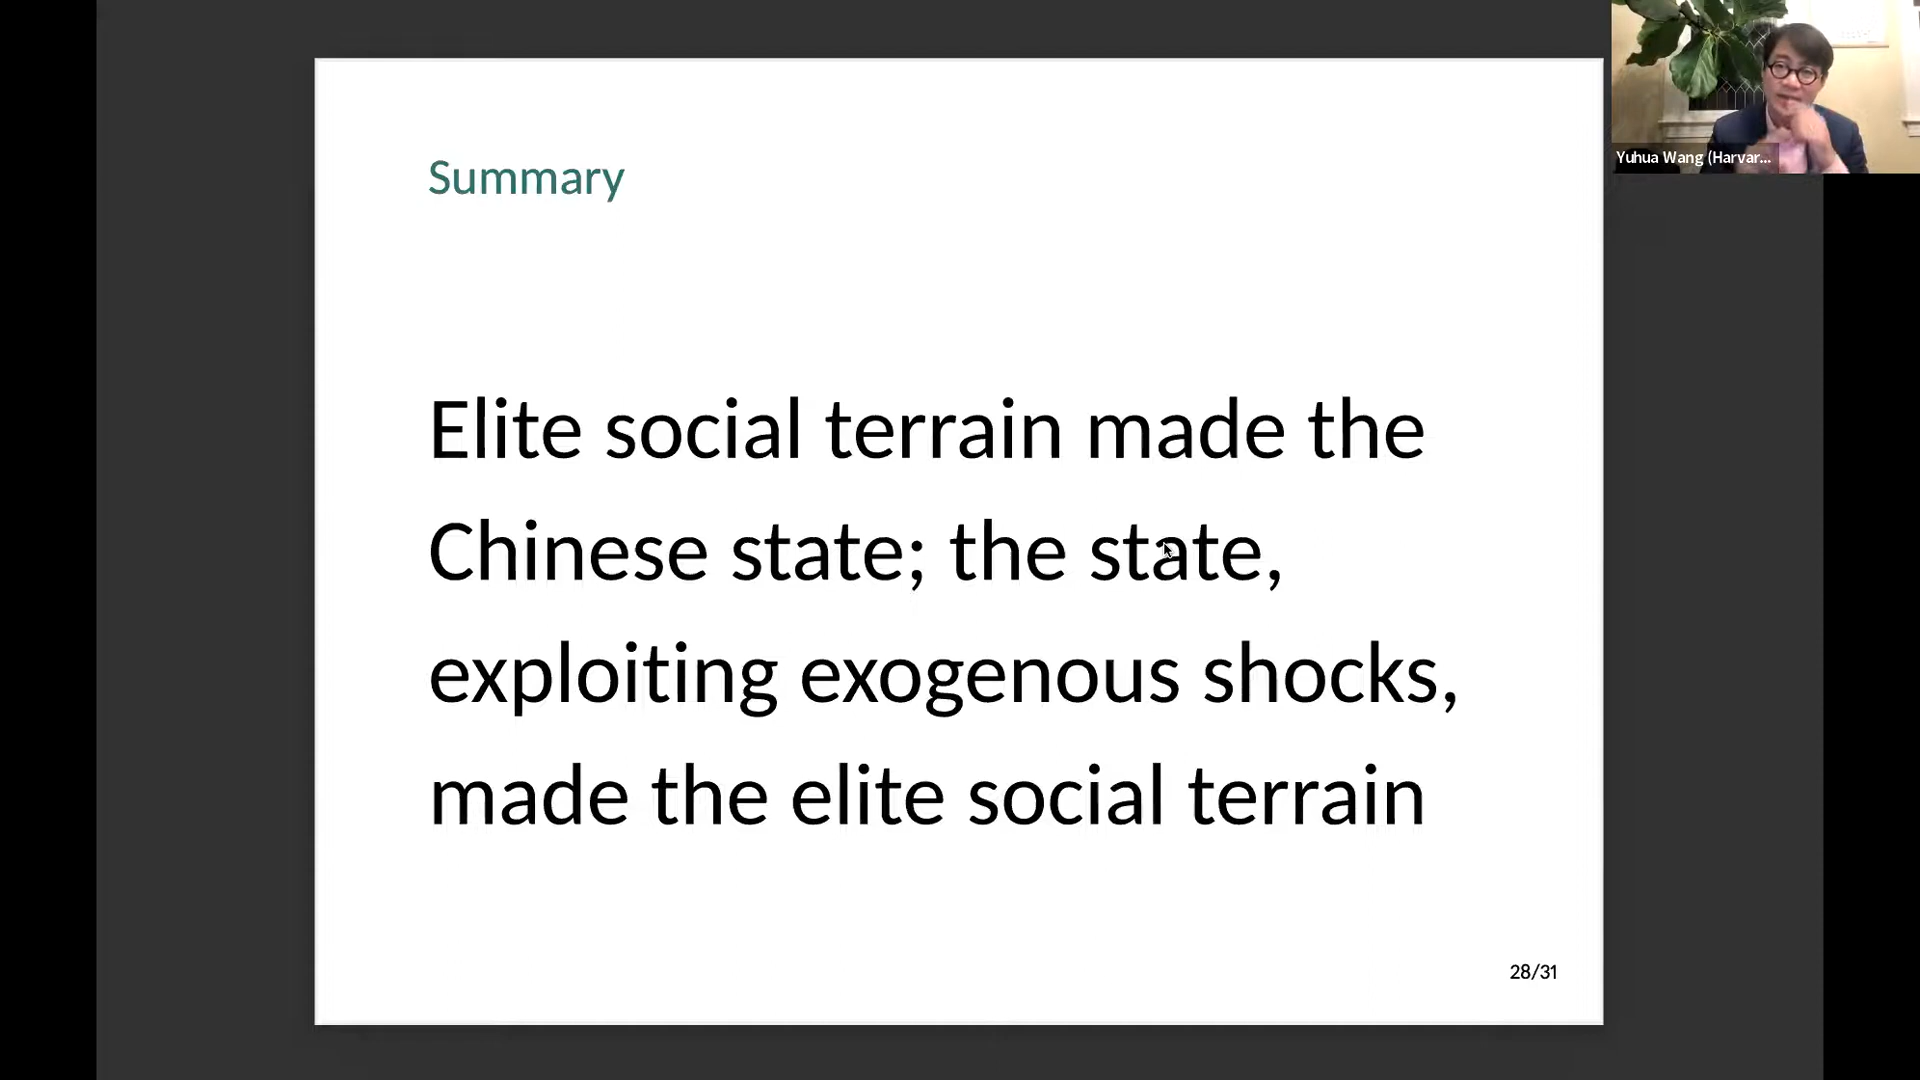 Yuhua Wang (Harvar...
Summary
Elite social terrain made the
Chinese state; the state,
exploiting exogenous shocks,
made the elite social terrain
28/31